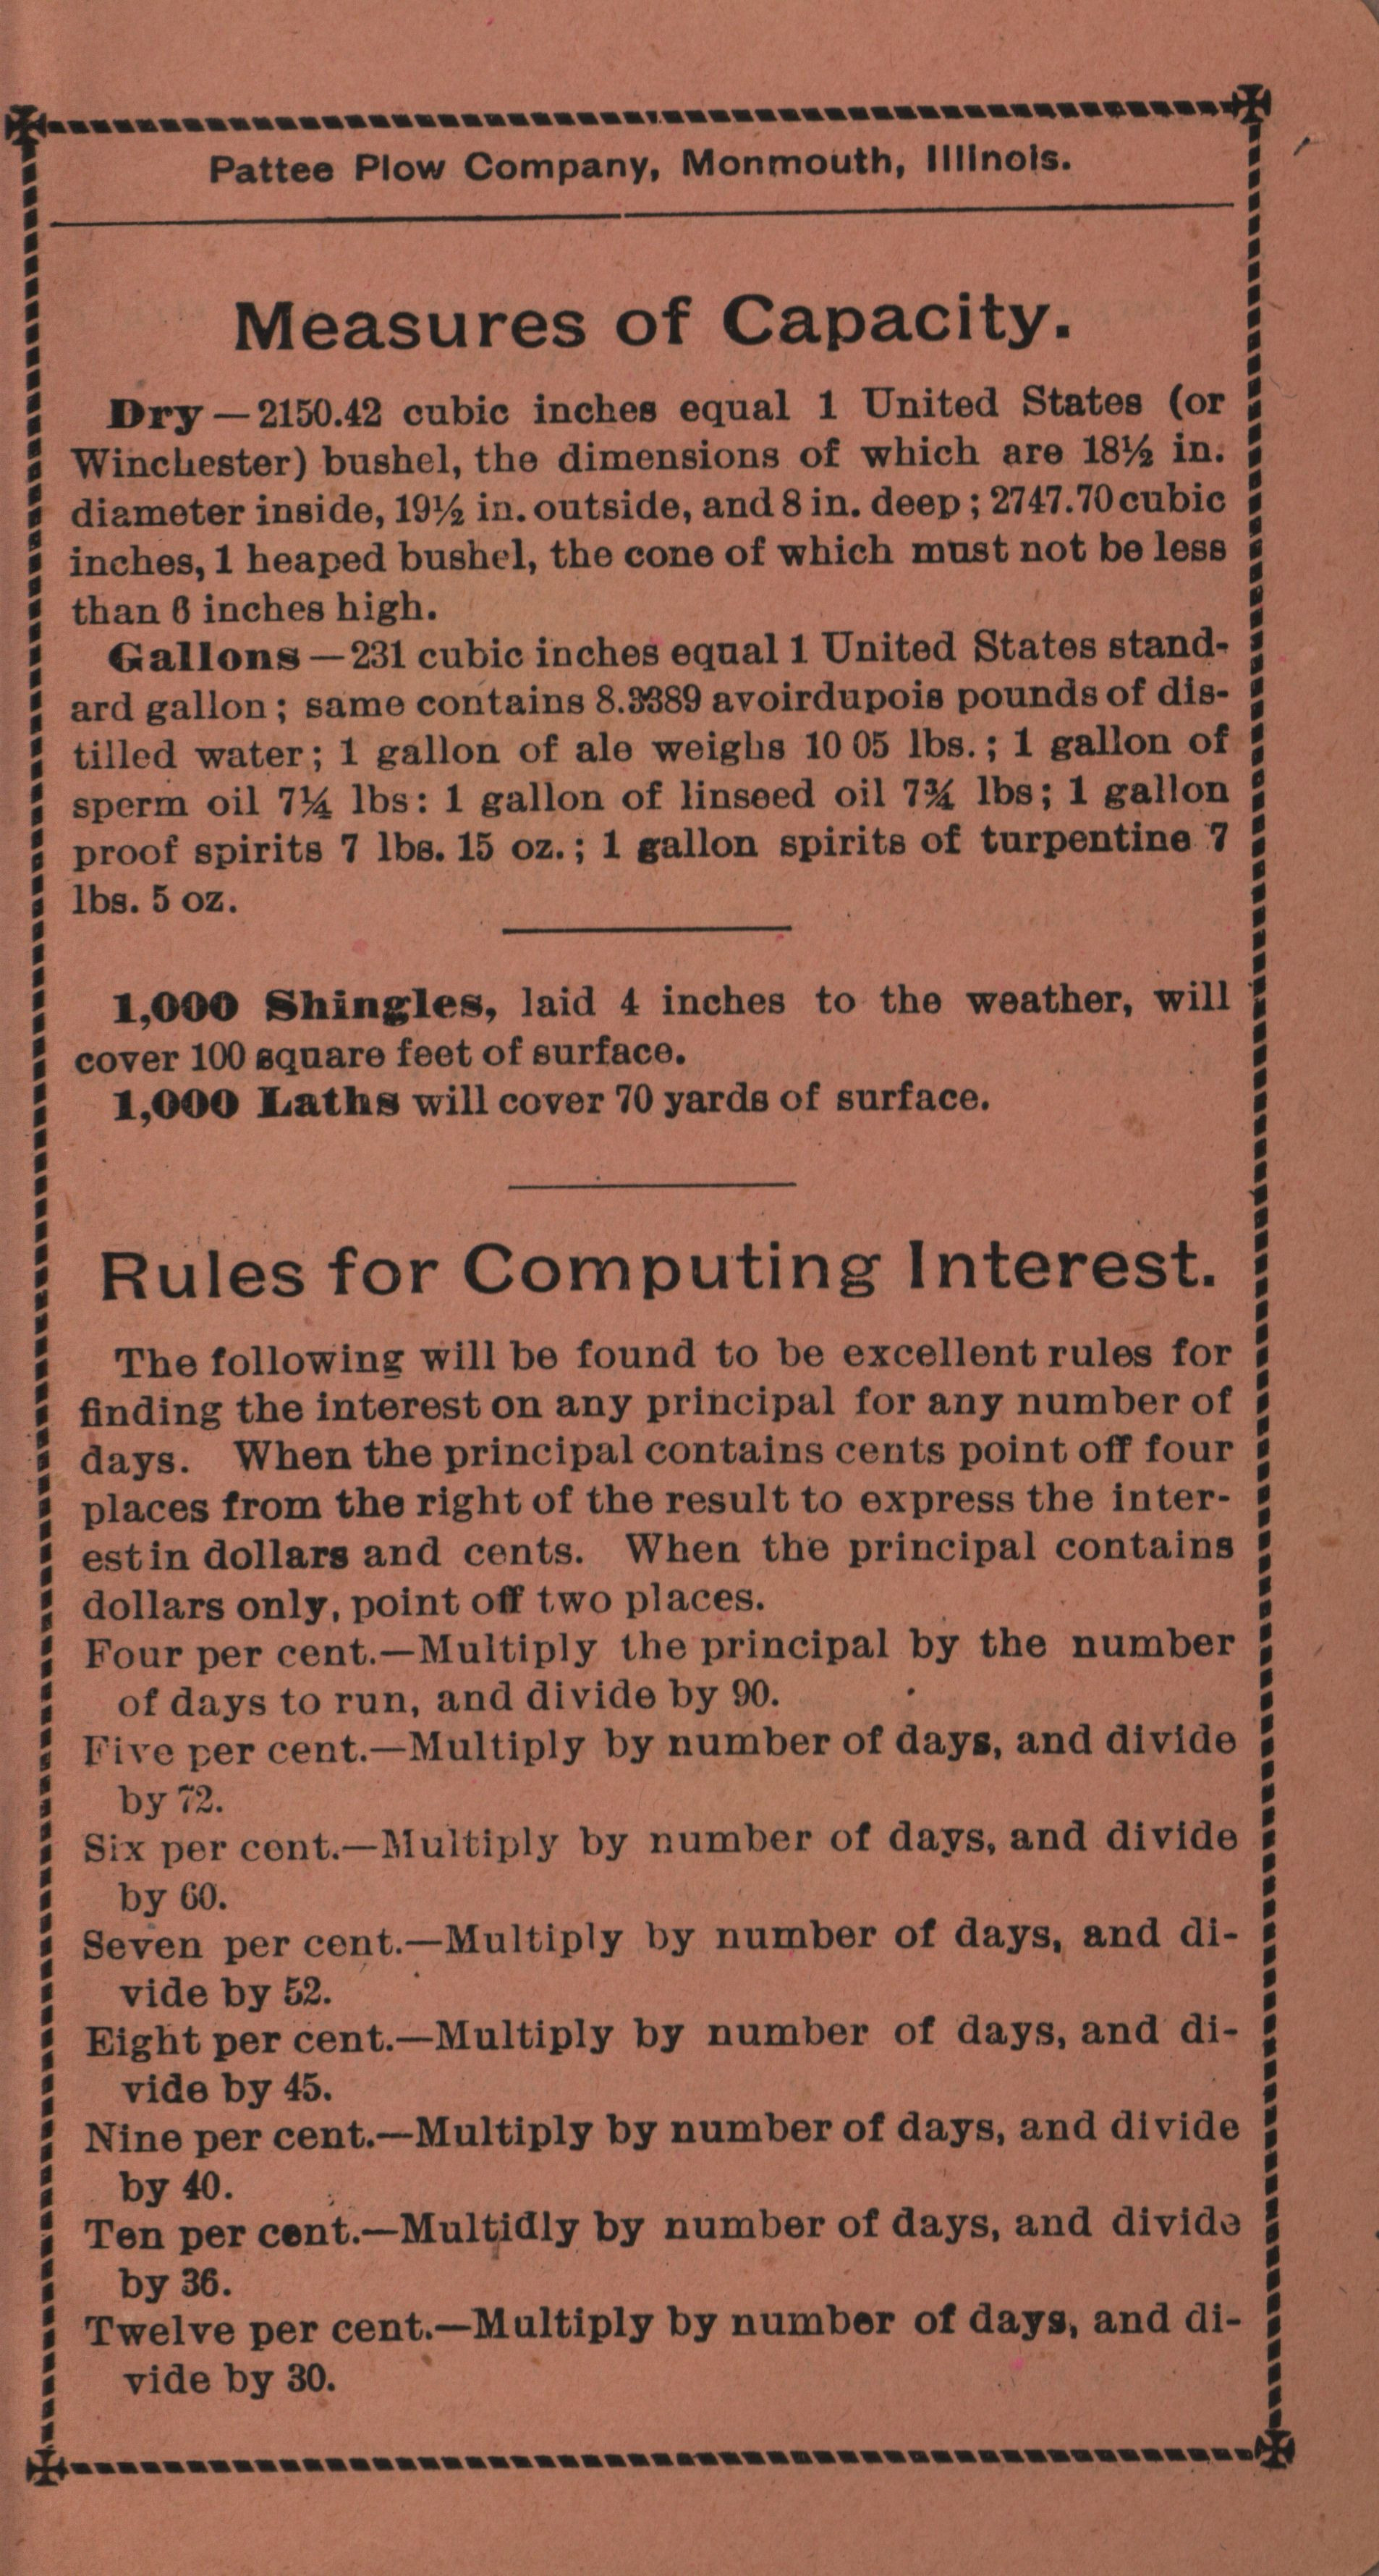 Pattee Plow Company, Monmouth, Illinois.
Measures of Capacity.
Dry—2150.42 cubic inches equal 1 United States (or
Winchester) bushel, the dimensions of which are 18½ in.
diameter inside, 19½ in. outside, and 8 in. deep; 2747.70 cubic
inches, 1 heaped bushel, the cone of which must not be less
than 6 inches high.
Gallons—231 cubic inches equal 1 United States stand-
ard gallon; same contains 8.3389 avoirdupois pounds of dis-
tilled water; 1 gallon of ale weighs 10 05 lbs.; 1 gallon of
sperm oil 7¼ lbs: 1 gallon of linseed oil 7¾ lbs; 1 gallon
proof spirits 7 lbs. 15 oz.; 1 gallon spirits of turpentine 7
lbs. 5 oz.
1,000 Shingles, laid 4 inches to the weather, will
cover 100 square feet of surface.
1,000 Laths will cover 70 yards of surface.
Rules for Computing Interest.
The following will be found to be excellent rules for
finding the interest on any principal for any number of
days. When the principal contains cents point off four
places from the right of the result to express the inter-
est in dollars and cents. When the principal contains
dollars only, point off two places.
Four per cent.—Multiply the principal by the number
of days to run, and divide by 90.
Five per cent.—Multiply by number of days, and divide
by 72.
Six per cent.—Multiply by number of days, and divide
by 60.
Seven per cent.—Multiply by number of days, and di-
vide by 52.
Eight per cent.—Multiply by number of days, and di-
vide by 45.
Nine per cent.—Multiply by number of days, and divide
by 40.
Ten per cent.—Multidly by number of days, and divide
by 36.
Twelve per cent.—Multiply by number of days, and di-
vide by 30.